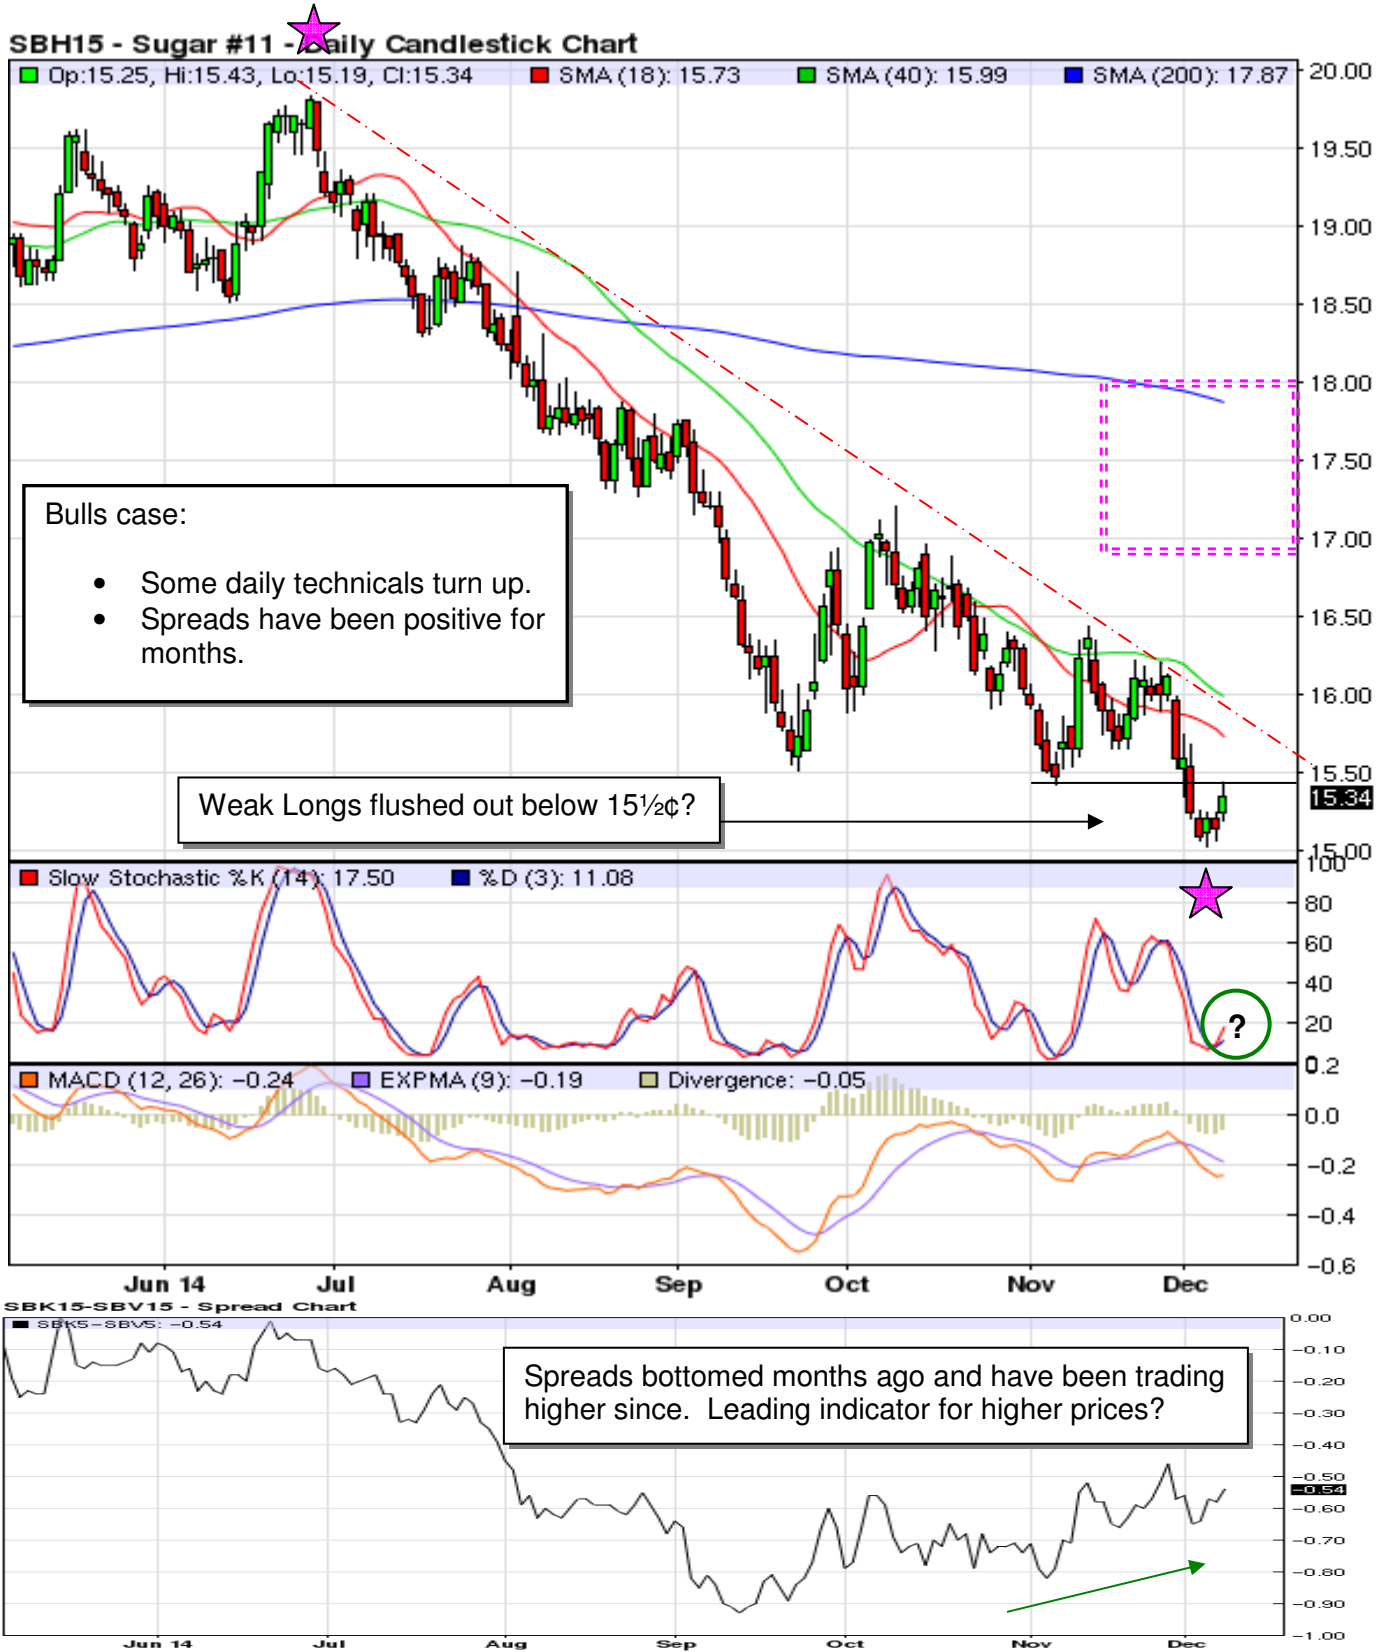 SBH15 - Sugar #11 - Daily Candlestick Chart
Op:15.25, Hi:15.43, Lo:15.19, Cl:15.34 SMA (18): 15.73 SMA (40): 15.99 SMA (200): 17.87
20.00
19.50
19.00
18.50
18.00
17.50
17.00
16.50
16.00
15.50
15.34
15.00
Bulls case:
• Some daily technicals turn up.
• Spreads have been positive for
months.
Weak Longs flushed out below 15½¢?
Slow Stochastic %K (14): 17.50 %D (3): 11.08
100
80
60
40
20
0
?
MACD (12, 26): −0.24 EXPMA (9): −0.19 Divergence: −0.05
0.2
0.0
−0.2
−0.4
−0.6
Jun 14 Jul Aug Sep Oct Nov Dec
SBK15-SBV15 - Spread Chart
SBK5−SBV5: −0.54
Spreads bottomed months ago and have been trading
higher since. Leading indicator for higher prices?
0.00
−0.10
−0.20
−0.30
−0.40
−0.50
−0.54
−0.60
−0.70
−0.80
−0.90
−1.00
Jun 14 Jul Aug Sep Oct Nov Dec